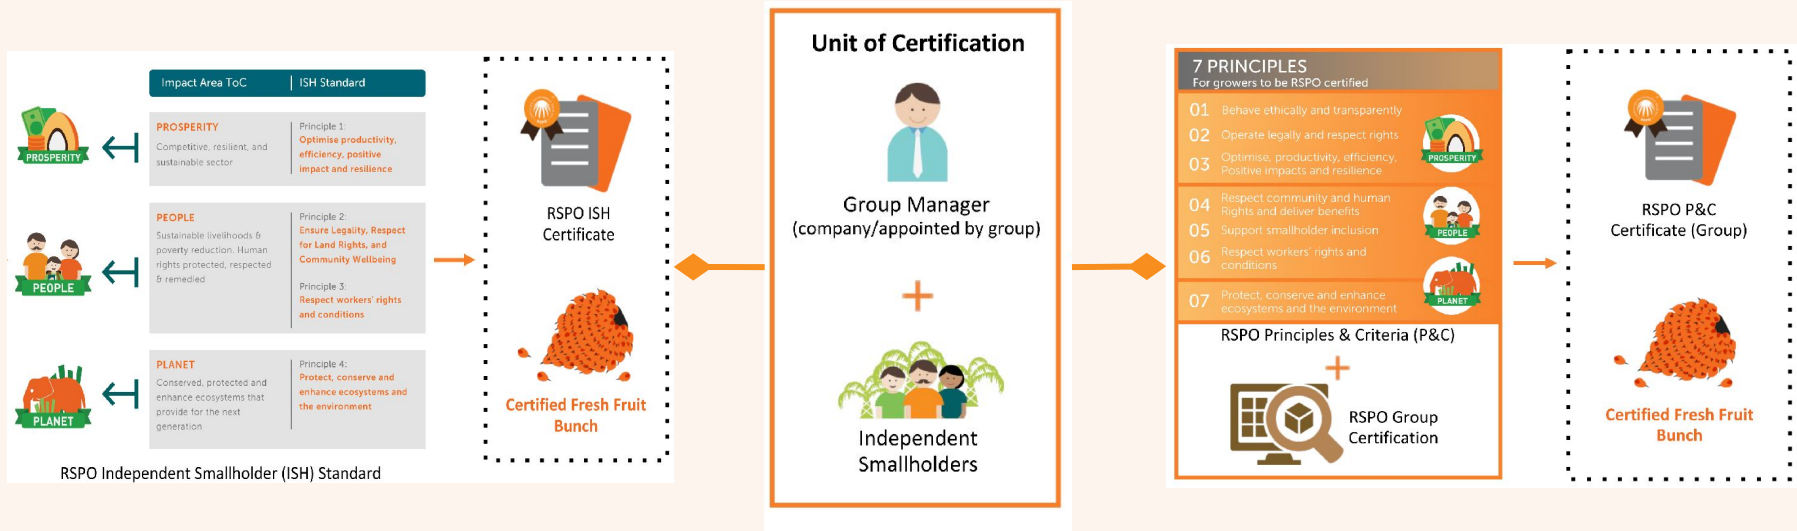 Impact Area ToC
ISH Standard
PROSPERITY
PROSPERITY
Competitive, resilient, and
sustainable sector
Principle 1:
Optimise productivity,
efficiency, positive
impact and resilience
PEOPLE
PEOPLE
Sustainable livelihoods &
poverty reduction. Human
rights protected, respected
& remedied
Principle 2:
Ensure Legality, Respect
for Land Rights, and
Community Wellbeing
Principle 3:
Respect workers' rights
and conditions
PLANET
PLANET
Conserved, protected and
enhance ecosystems that
provide for the next
generation
Principle 4:
Protect, conserve and
enhance ecosystems and
the environment
RSPO Independent Smallholder (ISH) Standard
RSPO ISH
Certificate
Certified Fresh Fruit
Bunch
Unit of Certification
Group Manager
(company/appointed by group)
Independent
Smallholders
7 PRINCIPLES
For growers to be RSPO certified
01 Behave ethically and transparently
02 Operate legally and respect rights
03 Optimise, productivity, efficiency,
Positive impacts and resilience
PROSPERITY
04 Respect community and human
Rights and deliver benefits
05 Support smallholder inclusion
06 Respect workers' rights and
conditions
PEOPLE
07 Protect, conserve and enhance
ecosystems and the environment
PLANET
RSPO Principles & Criteria (P&C)
RSPO Group
Certification
RSPO P&C
Certificate (Group)
Certified Fresh Fruit
Bunch